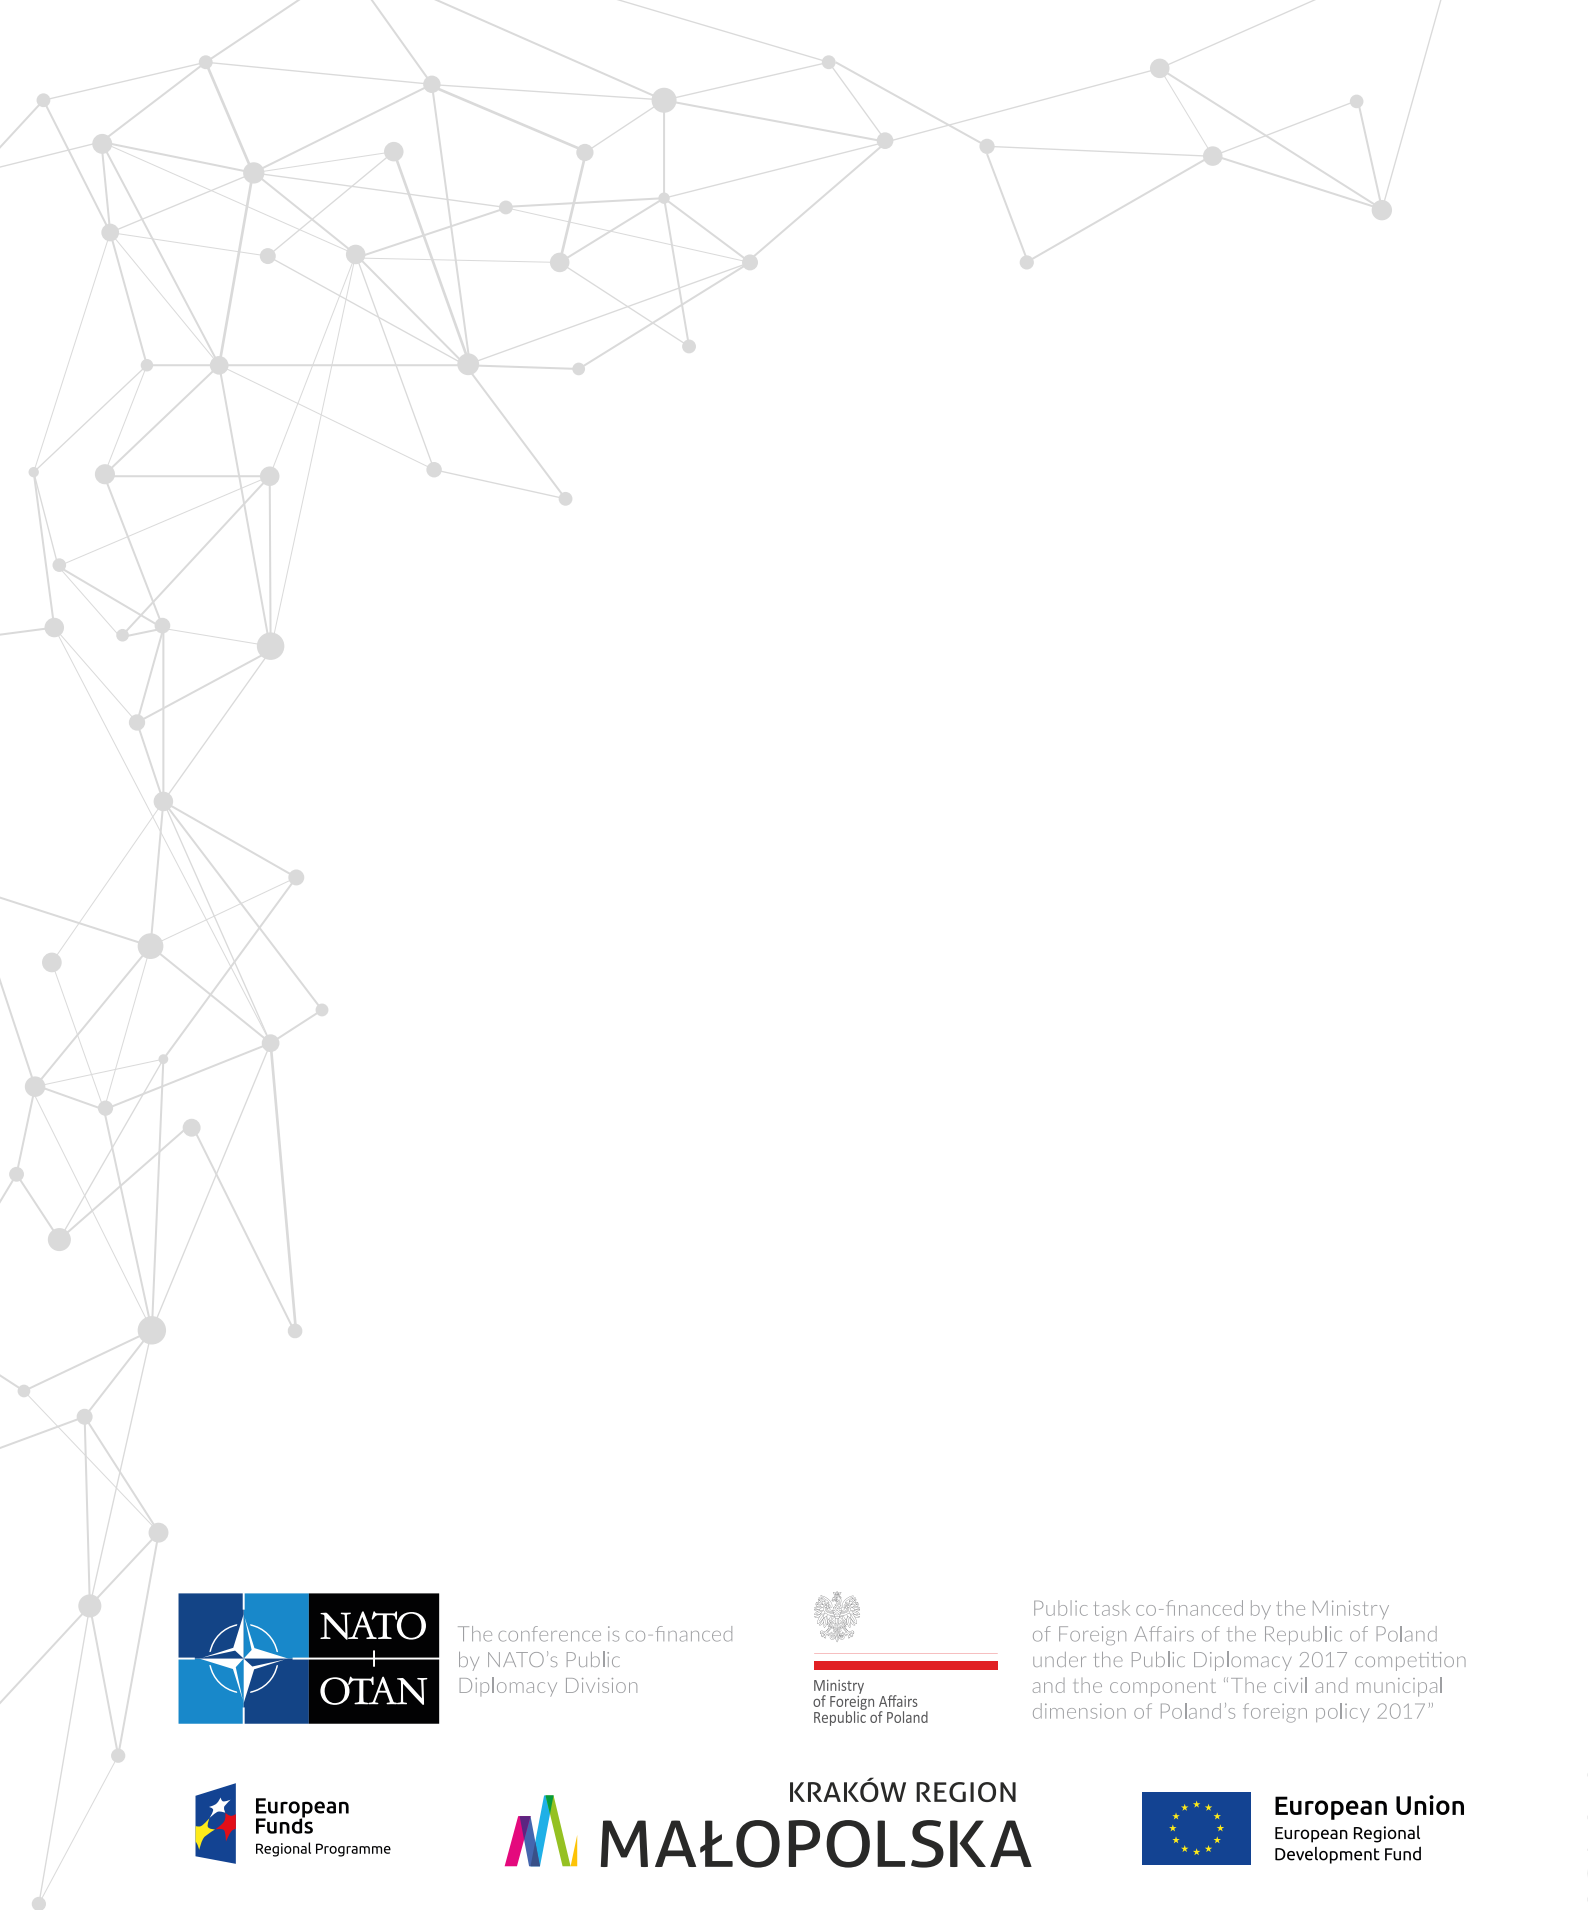 NATO
OTAN
The conference is co-financed
by NATO’s Public
Diplomacy Division
Ministry
of Foreign Affairs
Republic of Poland
Public task co-financed by the Ministry
of Foreign Affairs of the Republic of Poland
under the Public Diplomacy 2017 competition
and the component “The civil and municipal
dimension of Poland’s foreign policy 2017”
European
Funds
Regional Programme
KRAKÓW REGION
MAŁOPOLSKA
European Union
European Regional
Development Fund